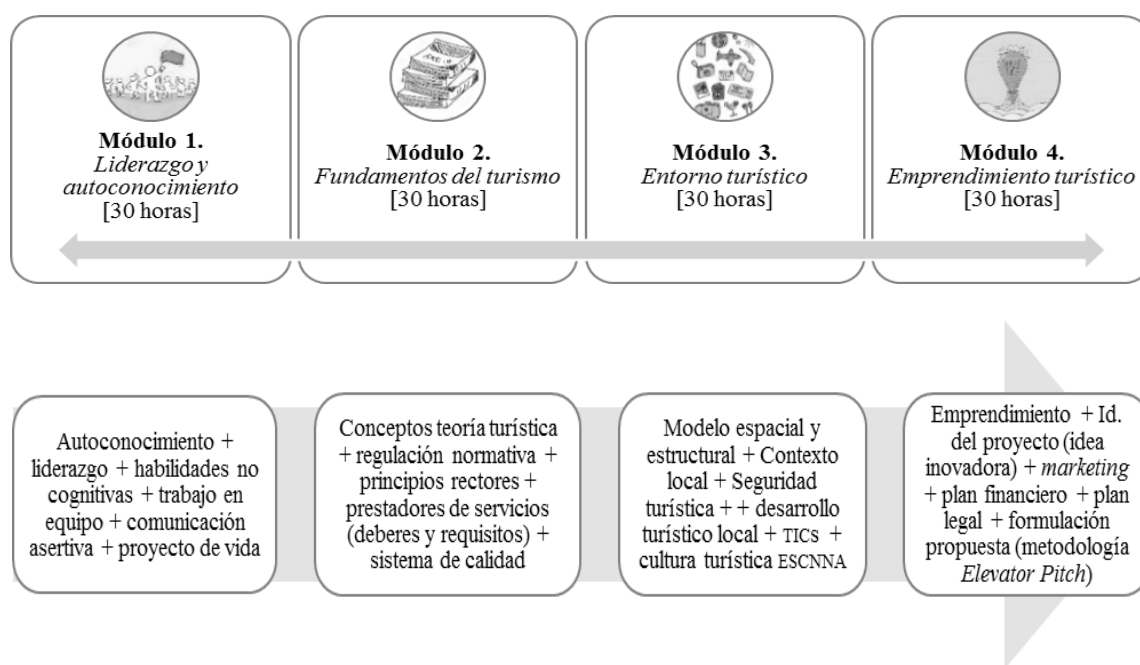 Módulo 1.
Liderazgo y
autoconocimiento
[30 horas]
Módulo 2.
Fundamentos del turismo
[30 horas]
Módulo 3.
Entorno turístico
[30 horas]
Módulo 4.
Emprendimiento turístico
[30 horas]
Autoconocimiento +
liderazgo + habilidades no
cognitivas + trabajo en
equipo + comunicación
asertiva + proyecto de vida
Conceptos teoría turística
+ regulación normativa +
principios rectores +
prestadores de servicios
(deberes y requisitos) +
sistema de calidad
Modelo espacial y
estructural + Contexto
local + Seguridad
turística + + desarrollo
turístico local + TICs +
cultura turística ESCNNA
Emprendimiento + Id.
del proyecto (idea
inovadora) + marketing
+ plan financiero + plan
legal + formulación
propuesta (metodología
Elevator Pitch)